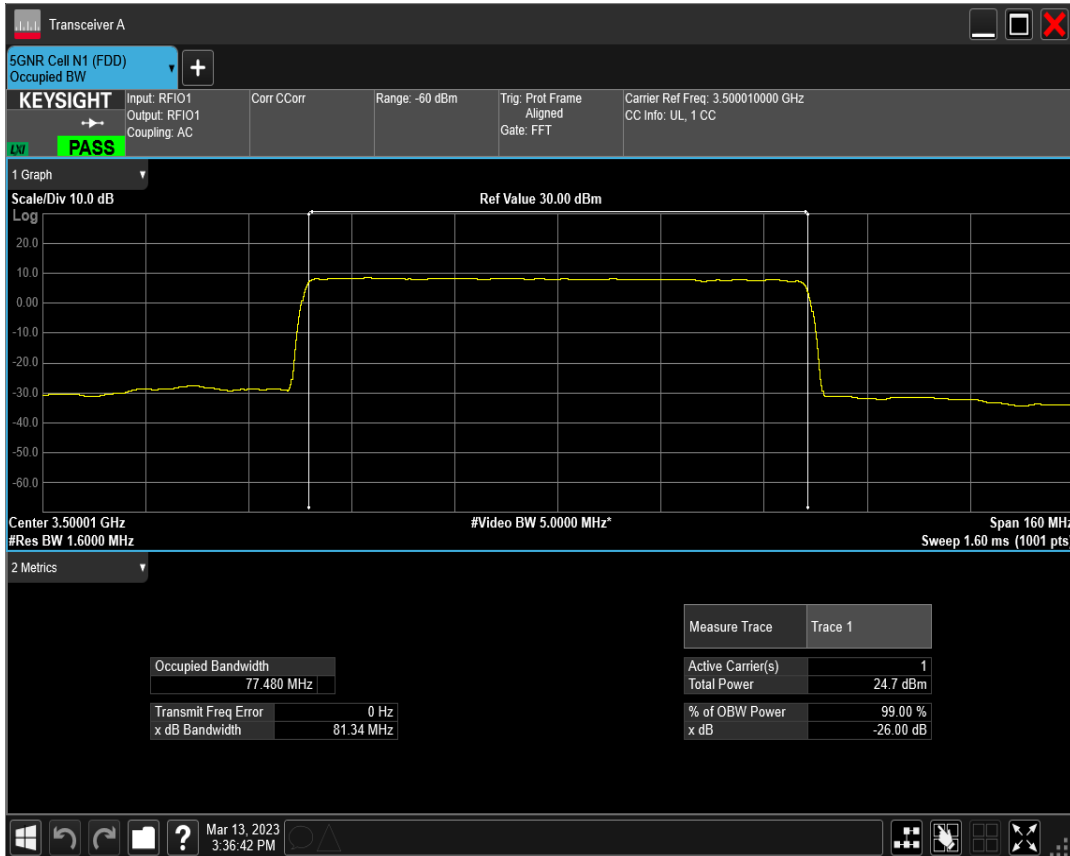 Transceiver A
5GNR Cell N1 (FDD)
Occupied BW
KEYSIGHT
LXI
PASS
Input: RFIO1
Output: RFIO1
Coupling: AC
Corr CCorr
Range: -60 dBm
Trig: Prot Frame
Aligned
Gate: FFT
Carrier Ref Freq: 3.500010000 GHz
CC Info: UL, 1 CC
1 Graph
Scale/Div 10.0 dB
Ref Value 30.00 dBm
Log
20.0
10.0
0.00
-10.0
-20.0
-30.0
-40.0
-50.0
-60.0
Center 3.50001 GHz
#Video BW 5.0000 MHz*
Span 160 MHz
#Res BW 1.6000 MHz
Sweep 1.60 ms (1001 pts)
2 Metrics
Measure Trace Trace 1
Occupied Bandwidth
77.480 MHz
Active Carrier(s) 1
Total Power 24.7 dBm
Transmit Freq Error 0 Hz
x dB Bandwidth 81.34 MHz
% of OBW Power 99.00 %
x dB -26.00 dB
?
Mar 13, 2023
3:36:42 PM